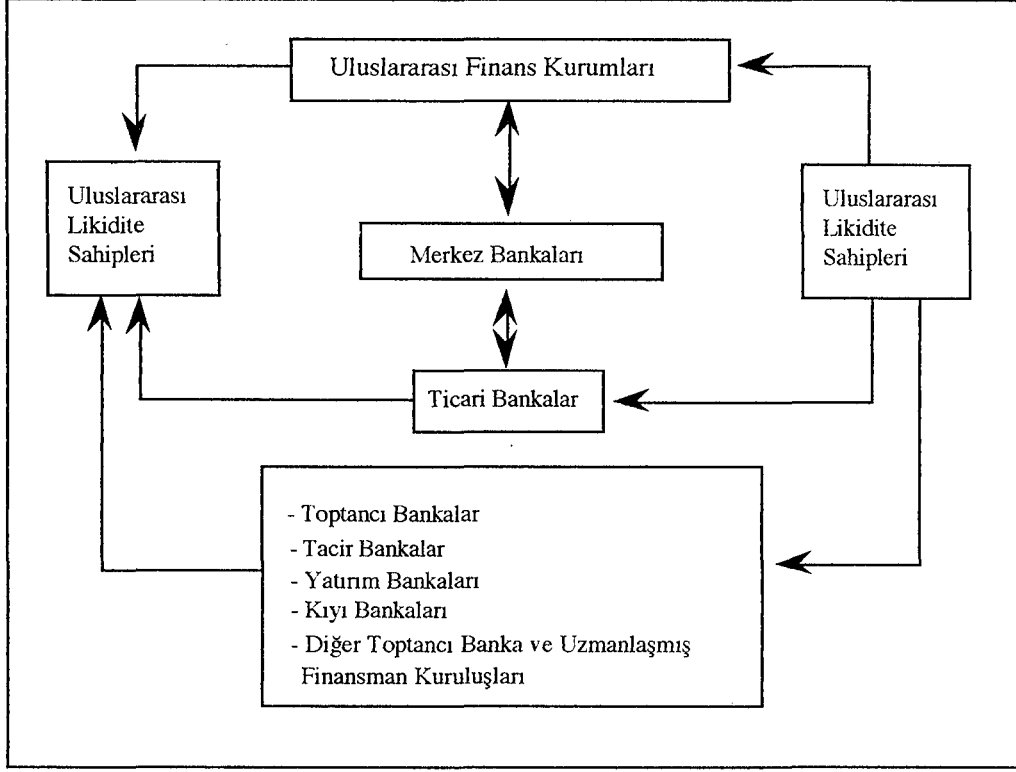 Uluslararası Finans Kurumları
Uluslararası
Likidite
Sahipleri
Merkez Bankaları
Uluslararası
Likidite
Sahipleri
Ticari Bankalar
- Toptancı Bankalar
- Tacir Bankalar
- Yatırım Bankaları
- Kıyı Bankaları
- Diğer Toptancı Banka ve Uzmanlaşmış
Finansman Kuruluşları